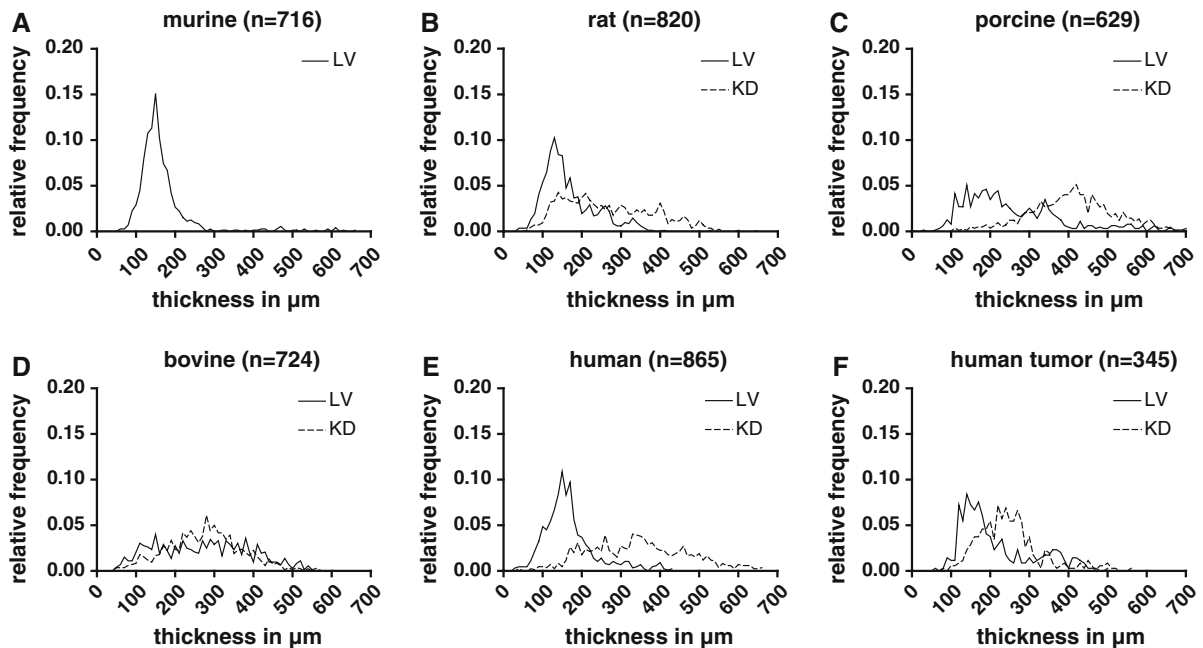 A murine (n=716)
relative frequency
0.20
0.15
0.10
0.05
0.00
LV
0 100 200 300 400 500 600 700
thickness in µm
B rat (n=820)
relative frequency
0.20
0.15
0.10
0.05
0.00
LV
KD
0 100 200 300 400 500 600 700
thickness in µm
C porcine (n=629)
relative frequency
0.20
0.15
0.10
0.05
0.00
LV
KD
0 100 200 300 400 500 600 700
thickness in µm
D bovine (n=724)
relative frequency
0.20
0.15
0.10
0.05
0.00
LV
KD
0 100 200 300 400 500 600 700
thickness in µm
E human (n=865)
relative frequency
0.20
0.15
0.10
0.05
0.00
LV
KD
0 100 200 300 400 500 600 700
thickness in µm
F human tumor (n=345)
relative frequency
0.20
0.15
0.10
0.05
0.00
LV
KD
0 100 200 300 400 500 600 700
thickness in µm